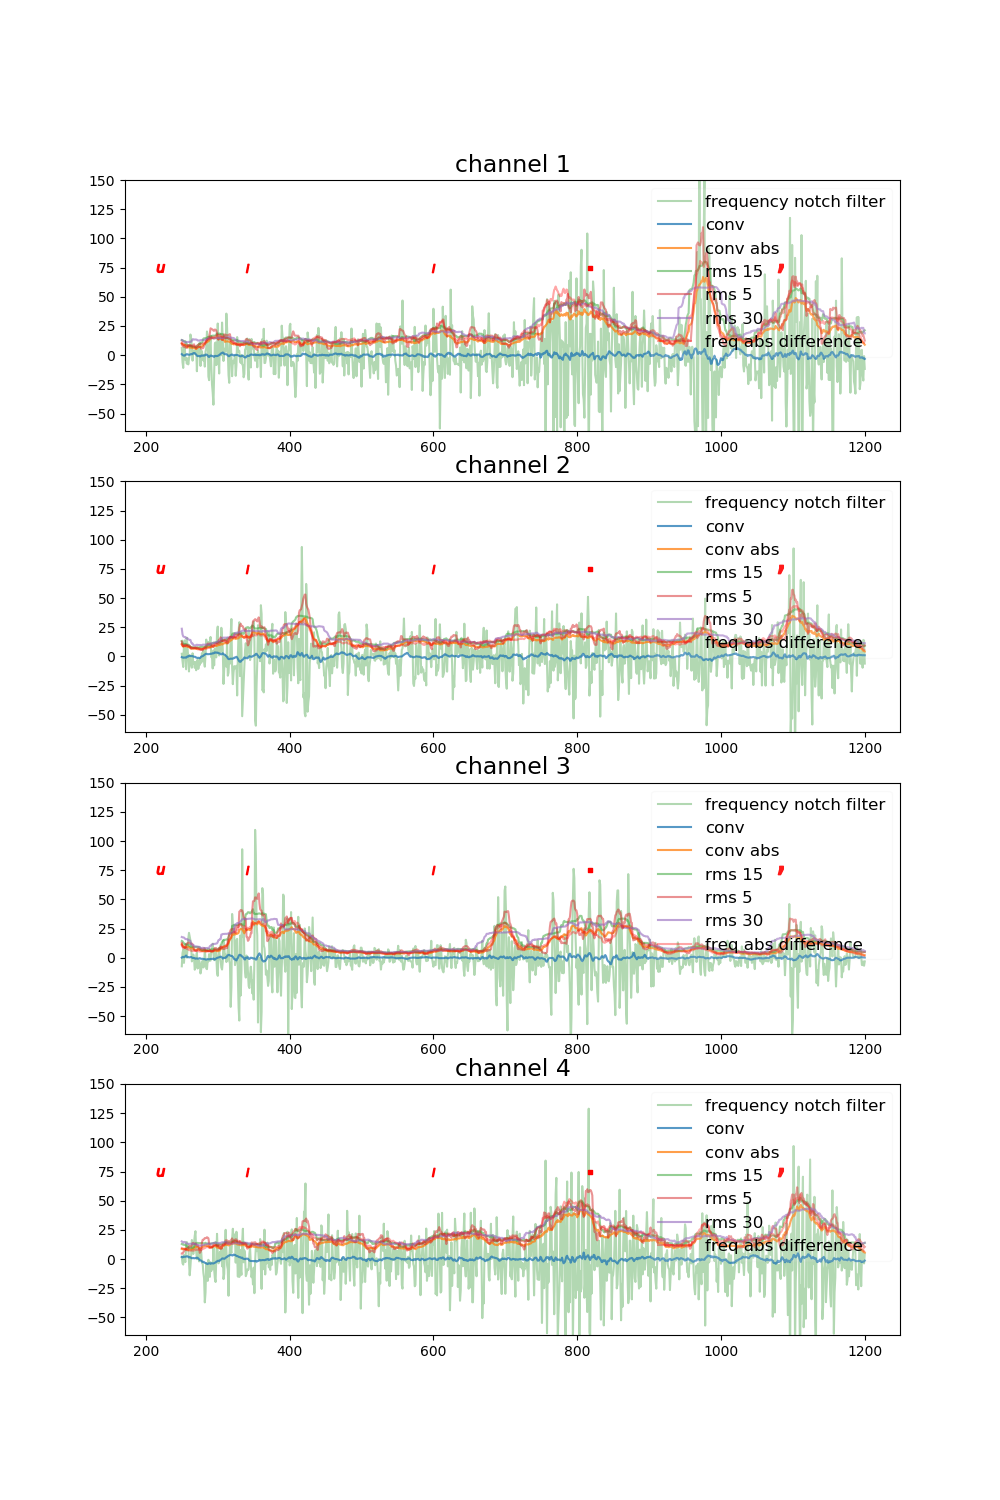 channel 1
150
125
100
75
50
25
0
−25
−50
frequency notch filter
conv
conv abs
rms 15
rms 5
rms 30
freq abs difference
u
200 400 600 800 1000 1200
channel 2
150
125
100
75
50
25
0
−25
−50
frequency notch filter
conv
conv abs
rms 15
rms 5
rms 30
freq abs difference
u
200 400 600 800 1000 1200
channel 3
150
125
100
75
50
25
0
−25
−50
frequency notch filter
conv
conv abs
rms 15
rms 5
rms 30
freq abs difference
u
200 400 600 800 1000 1200
channel 4
150
125
100
75
50
25
0
−25
−50
frequency notch filter
conv
conv abs
rms 15
rms 5
rms 30
freq abs difference
u
200 400 600 800 1000 1200